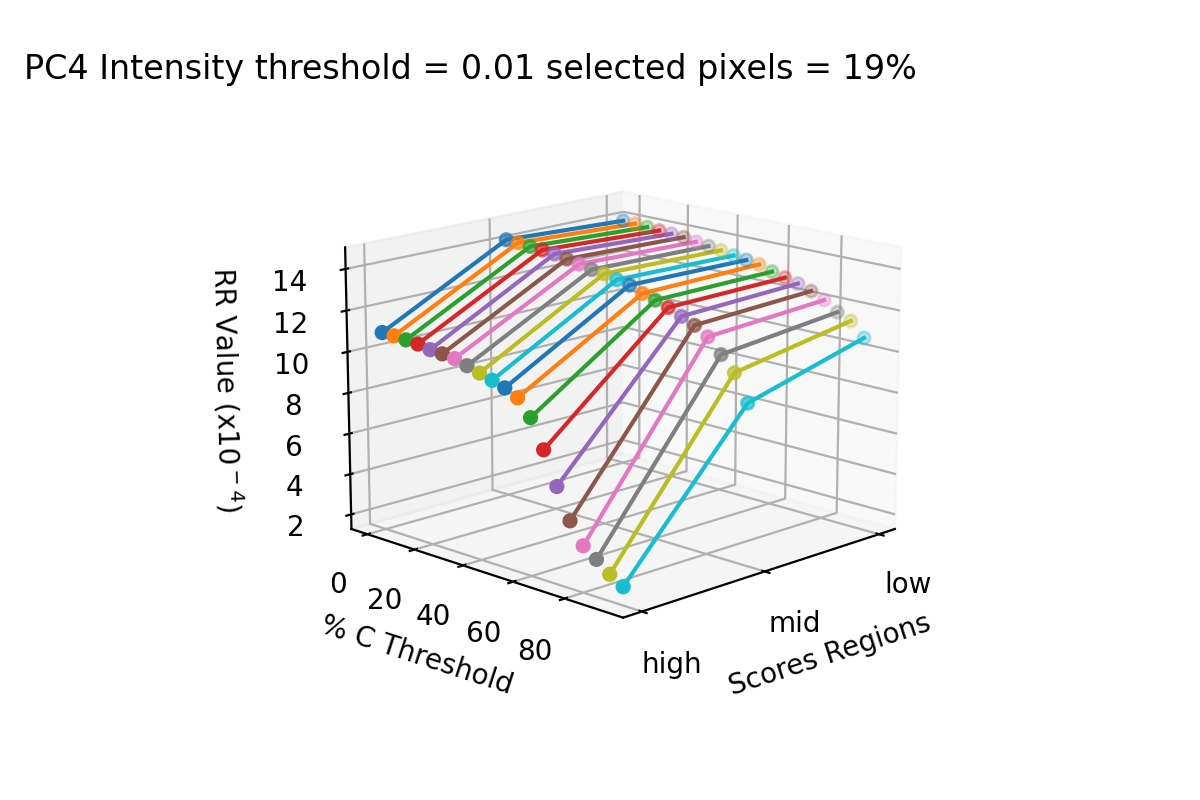 PC4 Intensity threshold = 0.01 selected pixels = 19%
RR Value (x10⁻⁴)
14
12
10
8
6
4
2
0
20
40
60
80
% C Threshold
high
mid
low
Scores Regions